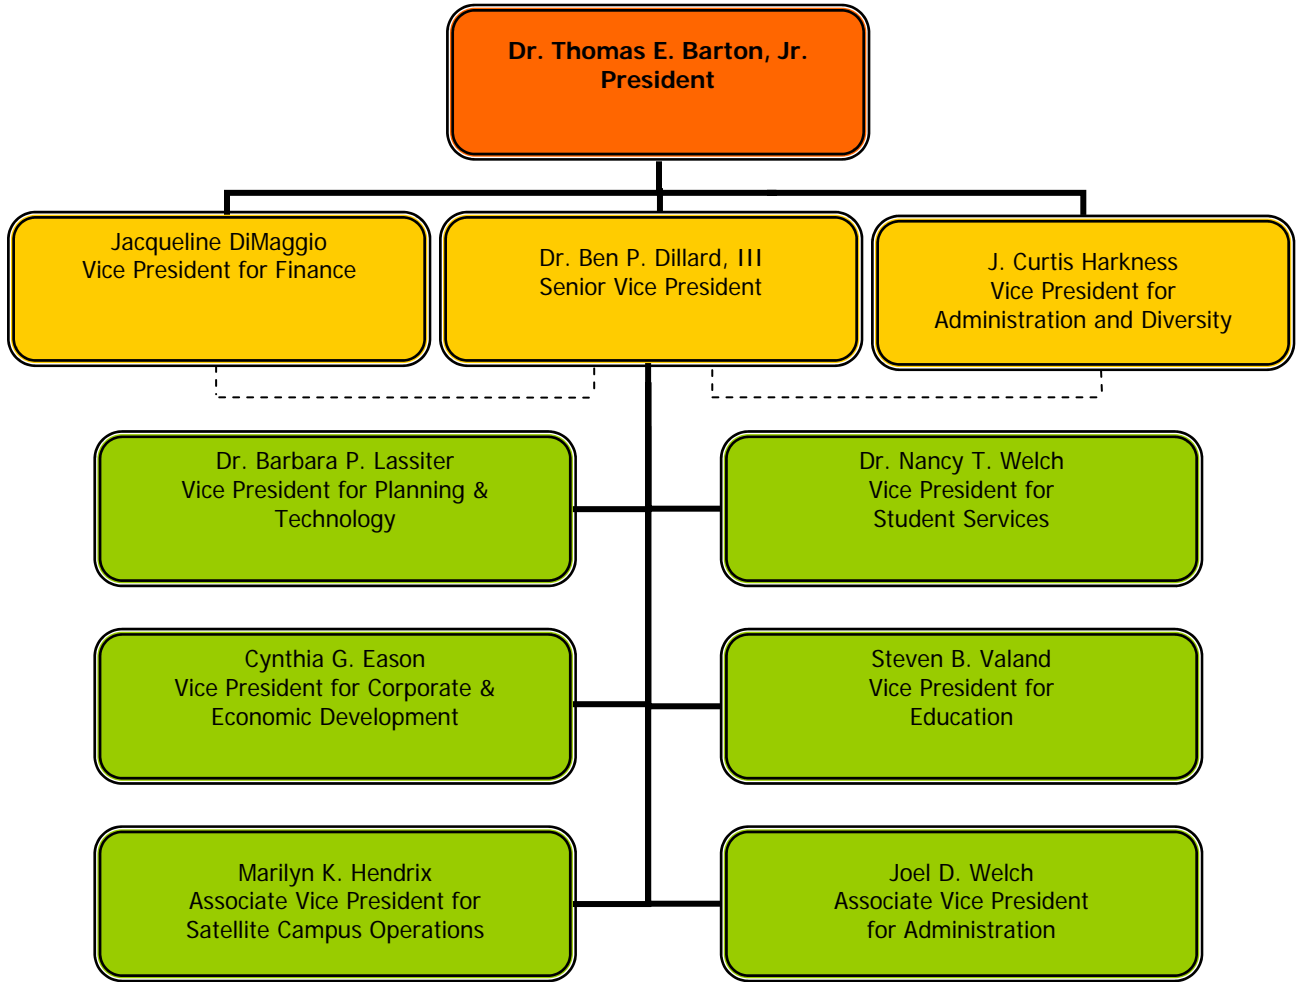 Dr. Thomas E. Barton, Jr.
President
Jacqueline DiMaggio
Vice President for Finance
Dr. Ben P. Dillard, III
Senior Vice President
J. Curtis Harkness
Vice President for
Administration and Diversity
Dr. Barbara P. Lassiter
Vice President for Planning &
Technology
Dr. Nancy T. Welch
Vice President for
Student Services
Cynthia G. Eason
Vice President for Corporate &
Economic Development
Steven B. Valand
Vice President for
Education
Marilyn K. Hendrix
Associate Vice President for
Satellite Campus Operations
Joel D. Welch
Associate Vice President
for Administration